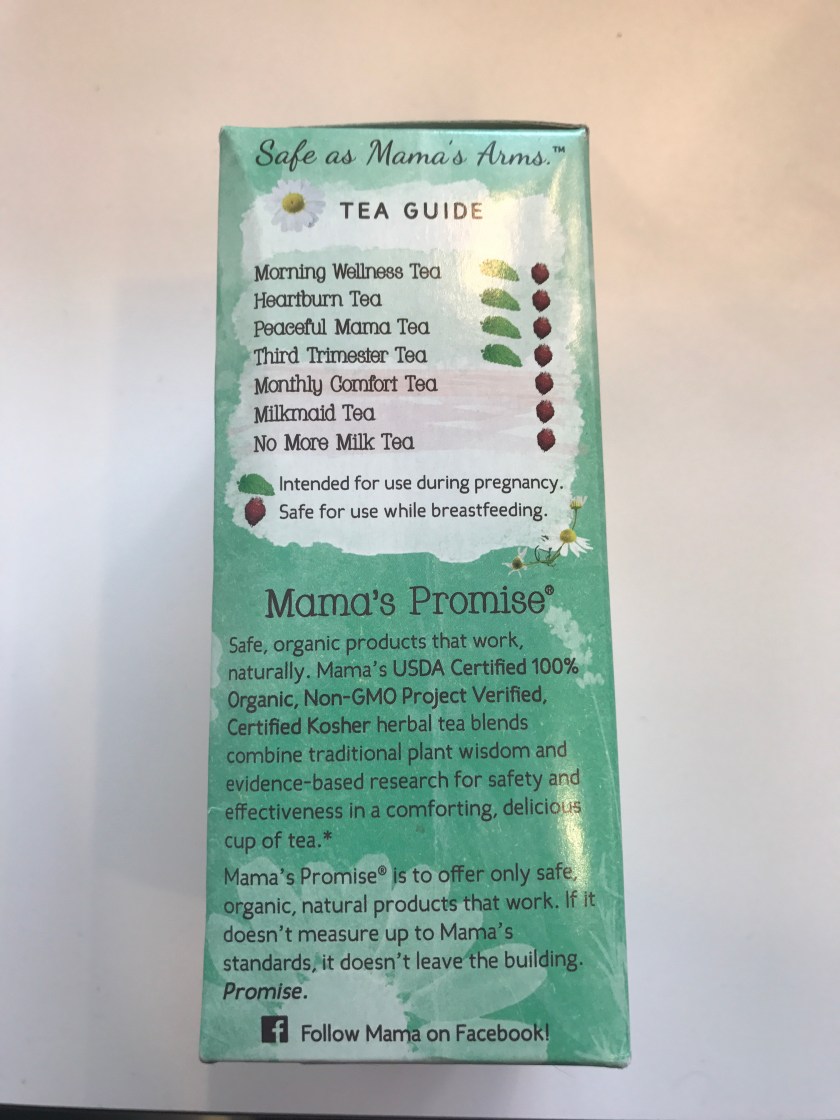 Safe as Mama's Arms.™
TEA GUIDE
Morning Wellness Tea
Heartburn Tea
Peaceful Mama Tea
Third Trimester Tea
Monthly Comfort Tea
Milkmaid Tea
No More Milk Tea
Intended for use during pregnancy.
Safe for use while breastfeeding.
Mama's Promise®
Safe, organic products that work,
naturally. Mama's USDA Certified 100%
Organic, Non-GMO Project Verified,
Certified Kosher herbal tea blends
combine traditional plant wisdom and
evidence-based research for safety and
effectiveness in a comforting, delicious
cup of tea.*
Mama's Promise® is to offer only safe,
organic, natural products that work. If it
doesn't measure up to Mama's
standards, it doesn't leave the building.
Promise.
f Follow Mama on Facebook!